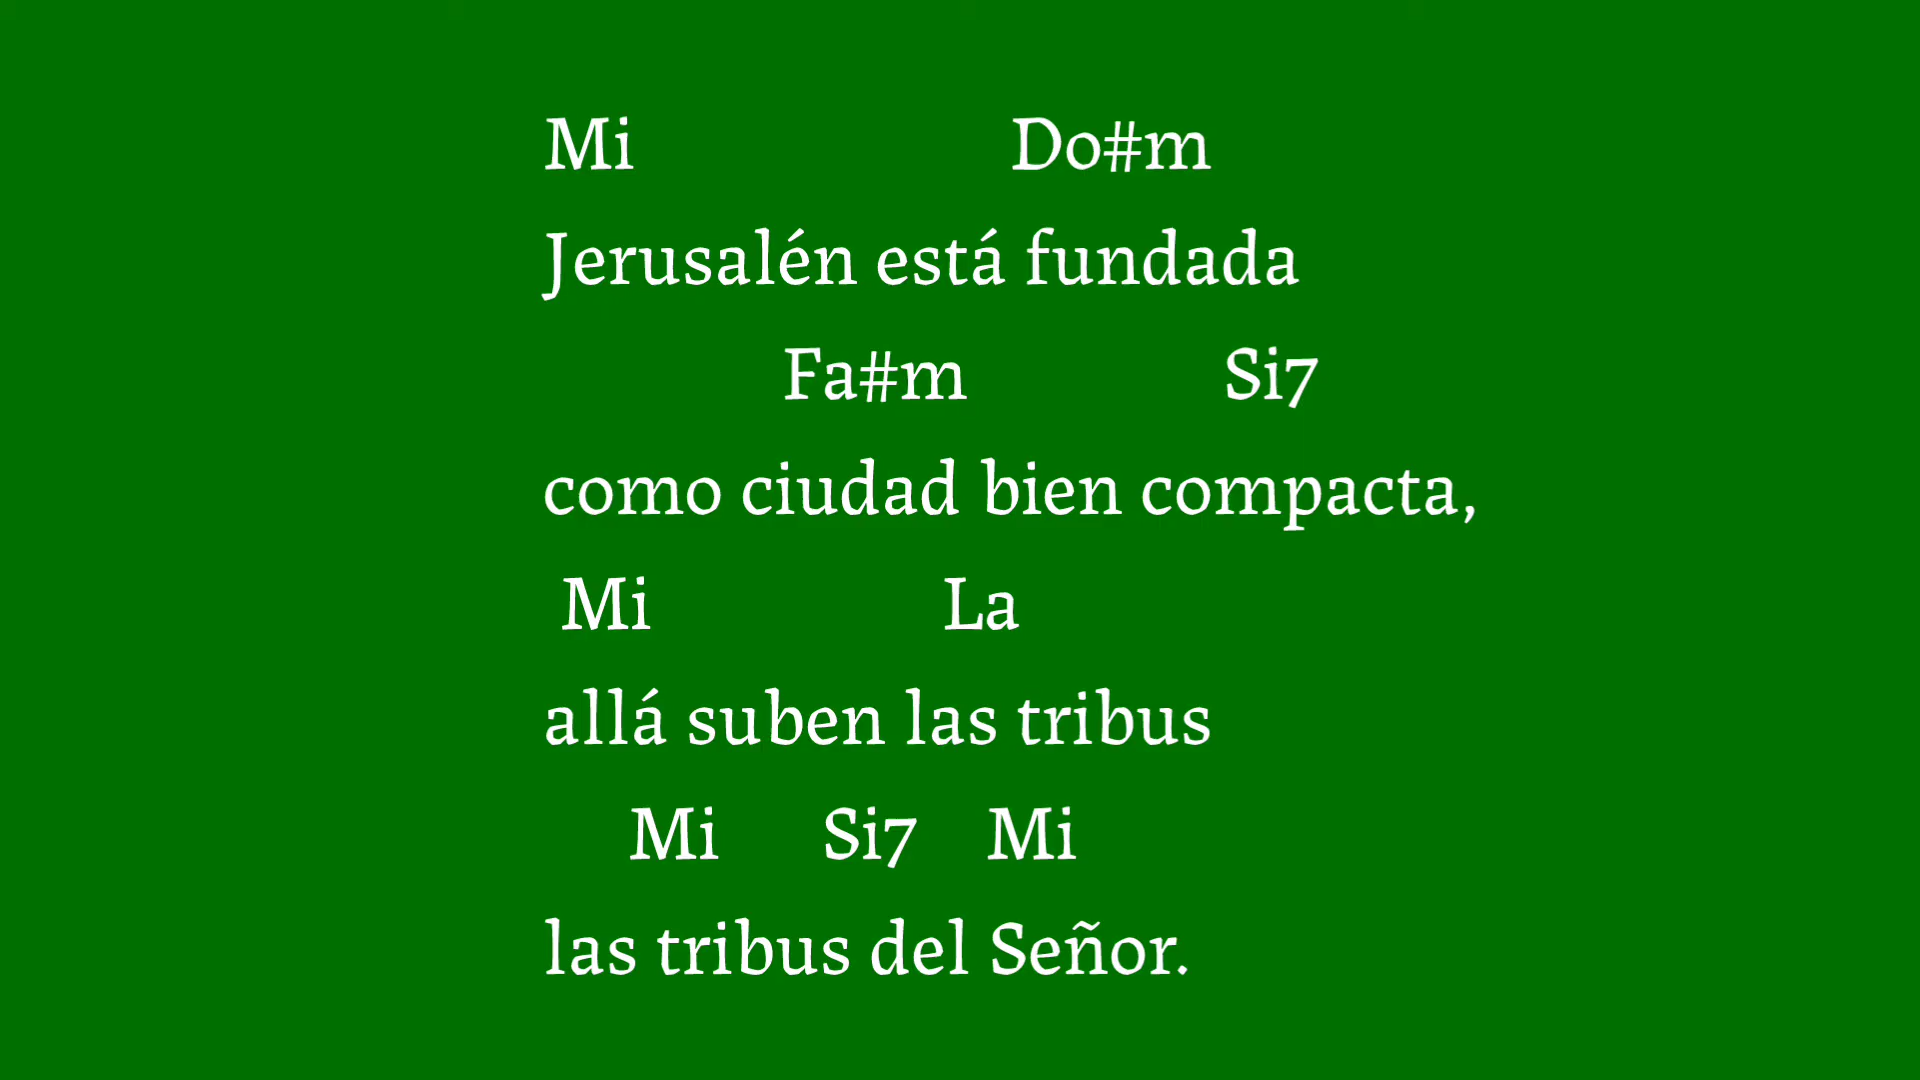 Mi Do#m
Jerusalén está fundada
Fa#m Si7
como ciudad bien compacta,
Mi La
allá suben las tribus
Mi Si7 Mi
las tribus del Señor.